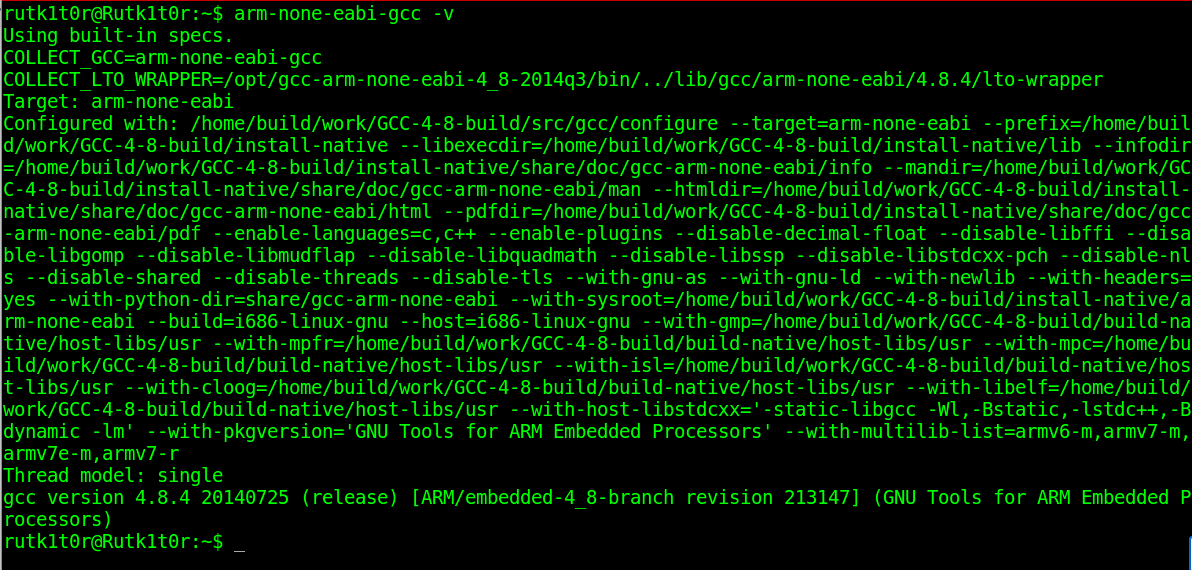 rutk1t0r@Rutk1t0r:~$ arm-none-eabi-gcc -v
Using built-in specs.
COLLECT_GCC=arm-none-eabi-gcc
COLLECT_LTO_WRAPPER=/opt/gcc-arm-none-eabi-4_8-2014q3/bin/../lib/gcc/arm-none-eabi/4.8.4/lto-wrapper
Target: arm-none-eabi
Configured with: /home/build/work/GCC-4-8-build/src/gcc/configure --target=arm-none-eabi --prefix=/home/buil
d/work/GCC-4-8-build/install-native --libexecdir=/home/build/work/GCC-4-8-build/install-native/lib --infodir
=/home/build/work/GCC-4-8-build/install-native/share/doc/gcc-arm-none-eabi/info --mandir=/home/build/work/GC
C-4-8-build/install-native/share/doc/gcc-arm-none-eabi/man --htmldir=/home/build/work/GCC-4-8-build/install-
native/share/doc/gcc-arm-none-eabi/html --pdfdir=/home/build/work/GCC-4-8-build/install-native/share/doc/gcc
-arm-none-eabi/pdf --enable-languages=c,c++ --enable-plugins --disable-decimal-float --disable-libffi --disa
ble-libgomp --disable-libmudflap --disable-libquadmath --disable-libssp --disable-libstdcxx-pch --disable-nl
s --disable-shared --disable-threads --disable-tls --with-gnu-as --with-gnu-ld --with-newlib --with-headers=
yes --with-python-dir=share/gcc-arm-none-eabi --with-sysroot=/home/build/work/GCC-4-8-build/install-native/a
rm-none-eabi --build=i686-linux-gnu --host=i686-linux-gnu --with-gmp=/home/build/work/GCC-4-8-build/build-na
tive/host-libs/usr --with-mpfr=/home/build/work/GCC-4-8-build/build-native/host-libs/usr --with-mpc=/home/bu
ild/work/GCC-4-8-build/build-native/host-libs/usr --with-isl=/home/build/work/GCC-4-8-build/build-native/hos
t-libs/usr --with-cloog=/home/build/work/GCC-4-8-build/build-native/host-libs/usr --with-libelf=/home/build/
work/GCC-4-8-build/build-native/host-libs/usr --with-host-libstdcxx='-static-libgcc -Wl,-Bstatic,-lstdc++,-B
dynamic -lm' --with-pkgversion='GNU Tools for ARM Embedded Processors' --with-multilib-list=armv6-m,armv7-m,
armv7e-m,armv7-r
Thread model: single
gcc version 4.8.4 20140725 (release) [ARM/embedded-4_8-branch revision 213147] (GNU Tools for ARM Embedded P
rocessors)
rutk1t0r@Rutk1t0r:~$ _